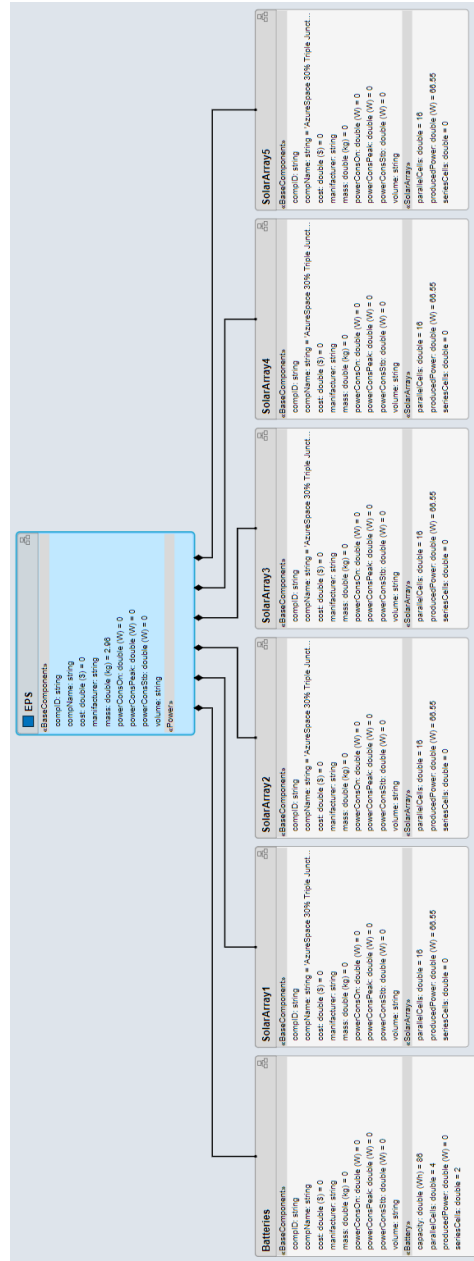 EPS
«BaseComponent»
compID: string
compName: string
cost: double ($) = 0
manifacturer: string
mass: double (kg) = 2.96
powerConsOn: double (W) = 0
powerConsPeak: double (W) = 0
powerConsStb: double (W) = 0
volume: string
«Power»
Batteries
«BaseComponent»
compID: string
compName: string
cost: double ($) = 0
manifacturer: string
mass: double (kg) = 0
powerConsOn: double (W) = 0
powerConsPeak: double (W) = 0
powerConsStb: double (W) = 0
volume: string
«Battery»
capacity: double (Wh) = 86
parallelCells: double = 4
producedPower: double (W) = 0
seriesCells: double = 2
SolarArray1
«BaseComponent»
compID: string
compName: string = 'AzureSpace 30% Triple Junct...
cost: double ($) = 0
manifacturer: string
mass: double (kg) = 0
powerConsOn: double (W) = 0
powerConsPeak: double (W) = 0
powerConsStb: double (W) = 0
volume: string
«SolarArray»
parallelCells: double = 16
producedPower: double (W) = 66.55
seriesCells: double = 0
SolarArray2
«BaseComponent»
compID: string
compName: string = 'AzureSpace 30% Triple Junct...
cost: double ($) = 0
manifacturer: string
mass: double (kg) = 0
powerConsOn: double (W) = 0
powerConsPeak: double (W) = 0
powerConsStb: double (W) = 0
volume: string
«SolarArray»
parallelCells: double = 16
producedPower: double (W) = 66.55
seriesCells: double = 0
SolarArray3
«BaseComponent»
compID: string
compName: string = 'AzureSpace 30% Triple Junct...
cost: double ($) = 0
manifacturer: string
mass: double (kg) = 0
powerConsOn: double (W) = 0
powerConsPeak: double (W) = 0
powerConsStb: double (W) = 0
volume: string
«SolarArray»
parallelCells: double = 16
producedPower: double (W) = 66.55
seriesCells: double = 0
SolarArray4
«BaseComponent»
compID: string
compName: string = 'AzureSpace 30% Triple Junct...
cost: double ($) = 0
manifacturer: string
mass: double (kg) = 0
powerConsOn: double (W) = 0
powerConsPeak: double (W) = 0
powerConsStb: double (W) = 0
volume: string
«SolarArray»
parallelCells: double = 16
producedPower: double (W) = 66.55
seriesCells: double = 0
SolarArray5
«BaseComponent»
compID: string
compName: string = 'AzureSpace 30% Triple Junct...
cost: double ($) = 0
manifacturer: string
mass: double (kg) = 0
powerConsOn: double (W) = 0
powerConsPeak: double (W) = 0
powerConsStb: double (W) = 0
volume: string
«SolarArray»
parallelCells: double = 16
producedPower: double (W) = 66.55
seriesCells: double = 0